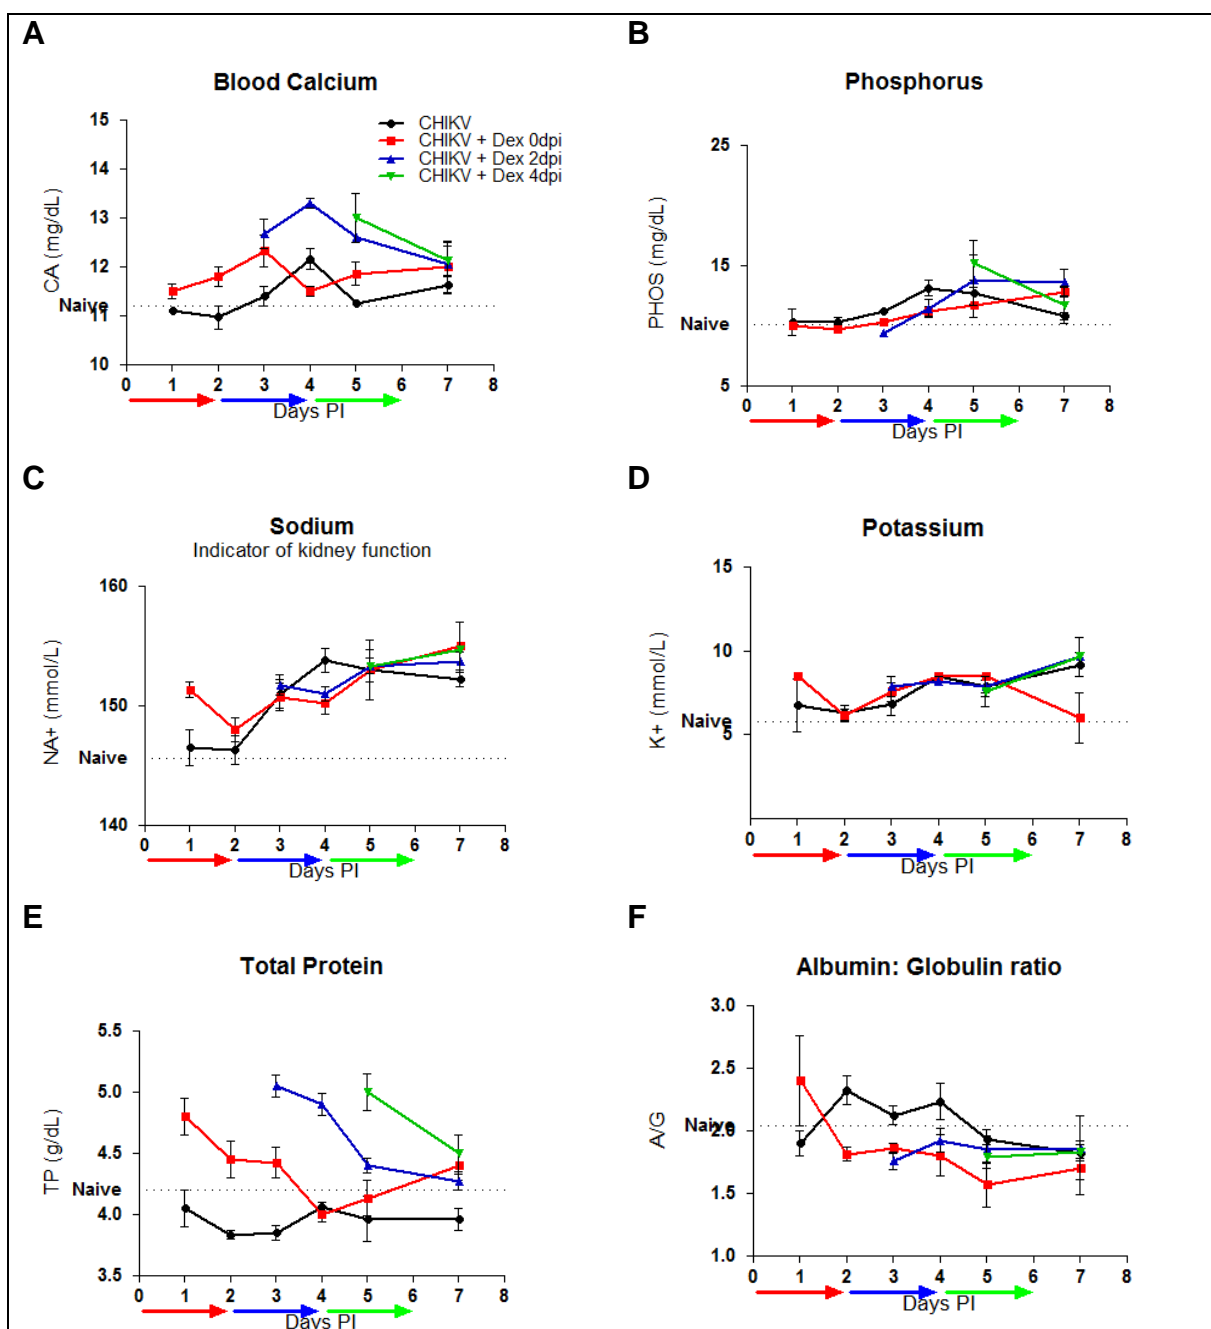 A
Blood Calcium
CHIKV
CHIKV + Dex 0dpi
CHIKV + Dex 2dpi
CHIKV + Dex 4dpi
CA (mg/dL)
15
14
13
12
11
10
Naive
0 1 2 3 4 5 6 7 8
Days PI
B
Phosphorus
PHOS (mg/dL)
25
15
5
Naive
0 1 2 3 4 5 6 7 8
Days PI
C
Sodium
Indicator of kidney function
NA+ (mmol/L)
160
150
140
Naive
0 1 2 3 4 5 6 7 8
Days PI
D
Potassium
K+ (mmol/L)
15
10
5
Naive
0 1 2 3 4 5 6 7 8
Days PI
E
Total Protein
TP (g/dL)
5.5
5.0
4.5
4.0
3.5
Naive
0 1 2 3 4 5 6 7 8
Days PI
F
Albumin: Globulin ratio
A/G
3.0
2.5
2.0
1.5
1.0
Naive
0 1 2 3 4 5 6 7 8
Days PI